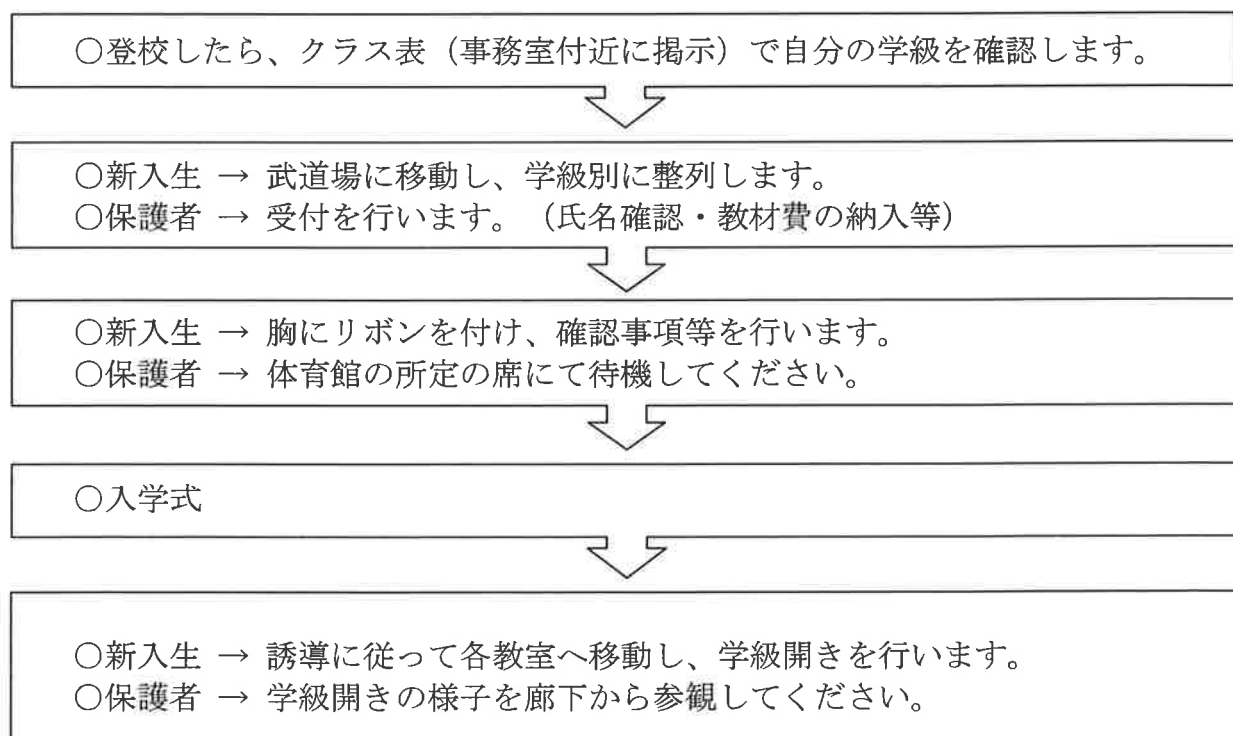 ○登校したら、クラス表（事務室付近に掲示）で自分の学級を確認します。
○新入生 → 武道場に移動し、学級別に整列します。
○保護者 → 受付を行います。（氏名確認・教材費の納入等）
○新入生 → 胸にリボンを付け、確認事項等を行います。
○保護者 → 体育館の所定の席にて待機してください。
○入学式
○新入生 → 誘導に従って各教室へ移動し、学級開きを行います。
○保護者 → 学級開きの様子を廊下から参観してください。